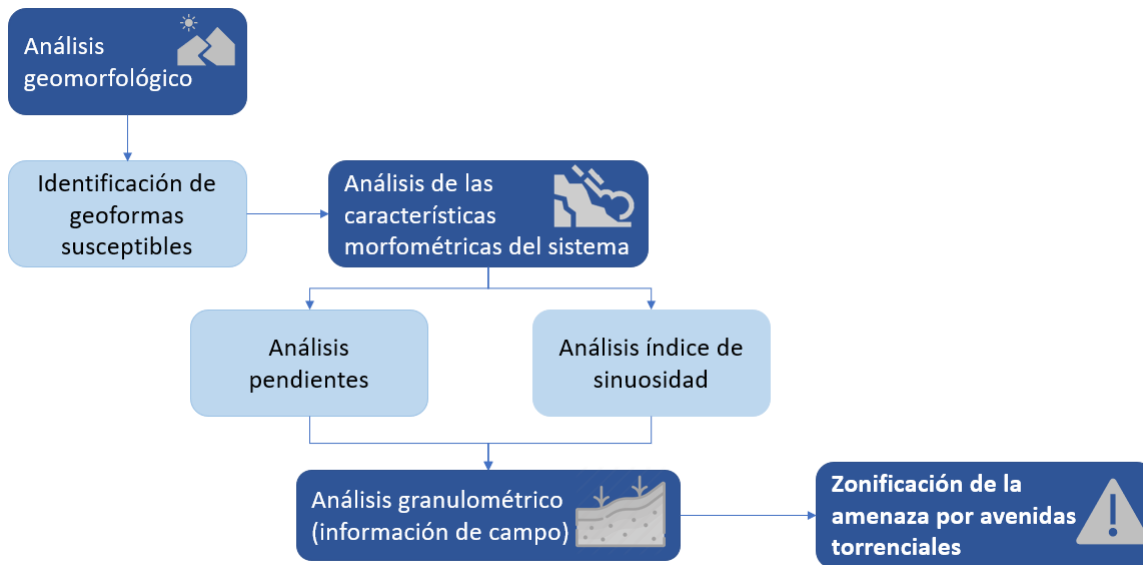 Análisis
geomorfológico
Identificación de
geoformas
susceptibles
Análisis de las
características
morfométricas del sistema
Análisis
pendientes
Análisis índice de
sinuosidad
Análisis granulométrico
(información de campo)
Zonificación de la
amenaza por avenidas
torrenciales